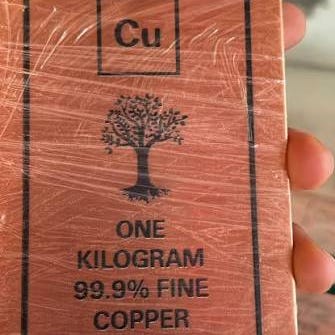 Cu
ONE
KILOGRAM
99.9% FINE
COPPER